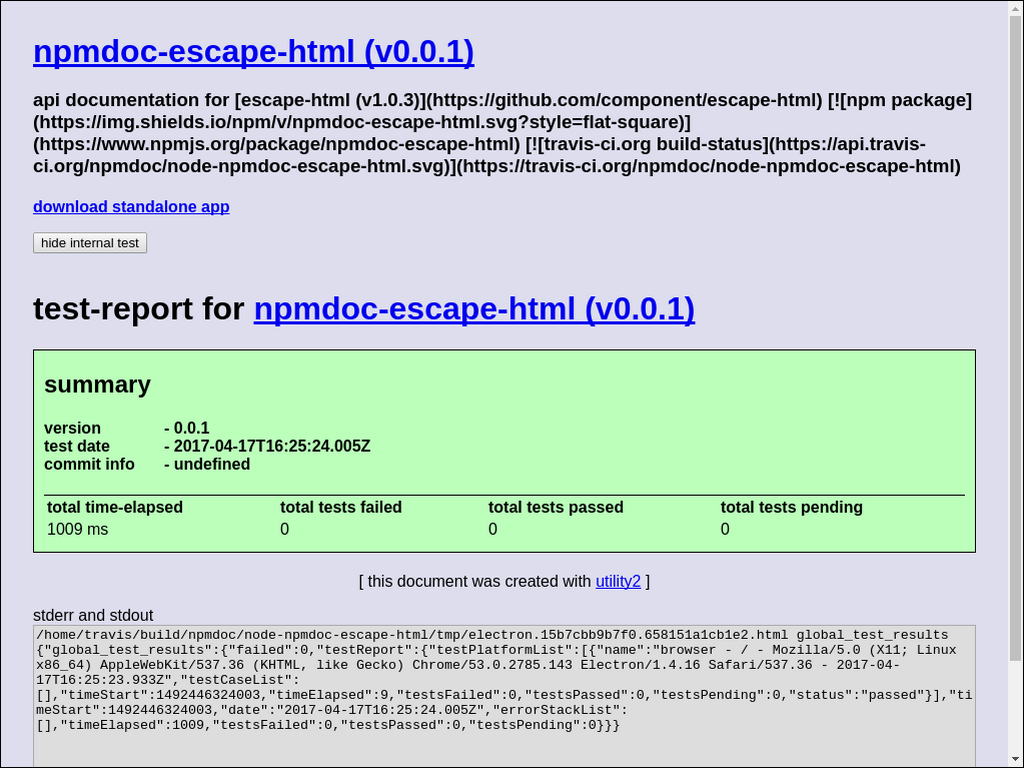 npmdoc-escape-html (v0.0.1)
api documentation for [escape-html (v1.0.3)](https://github.com/component/escape-html) [![npm package]
(https://img.shields.io/npm/v/npmdoc-escape-html.svg?style=flat-square)]
(https://www.npmjs.org/package/npmdoc-escape-html) [![travis-ci.org build-status](https://api.travis-
ci.org/npmdoc/node-npmdoc-escape-html.svg)](https://travis-ci.org/npmdoc/node-npmdoc-escape-html)
download standalone app
hide internal test
test-report for npmdoc-escape-html (v0.0.1)
summary
version - 0.0.1
test date - 2017-04-17T16:25:24.005Z
commit info - undefined
total time-elapsed total tests failed total tests passed total tests pending
1009 ms 0 0 0
[ this document was created with utility2 ]
stderr and stdout
/home/travis/build/npmdoc/node-npmdoc-escape-html/tmp/electron.15b7cbb9b7f0.658151a1cb1e2.html global_test_results
{"global_test_results":{"failed":0,"testReport":{"testPlatformList":[{"name":"browser - / - Mozilla/5.0 (X11; Linux
x86_64) AppleWebKit/537.36 (KHTML, like Gecko) Chrome/53.0.2785.143 Electron/1.4.16 Safari/537.36 - 2017-04-
17T16:25:23.933Z","testCaseList":
[],"timeStart":1492446324003,"timeElapsed":9,"testsFailed":0,"testsPassed":0,"testsPending":0,"status":"passed"}],"ti
meStart":1492446324003,"date":"2017-04-17T16:25:24.005Z","errorStackList":
[],"timeElapsed":1009,"testsFailed":0,"testsPassed":0,"testsPending":0}}}